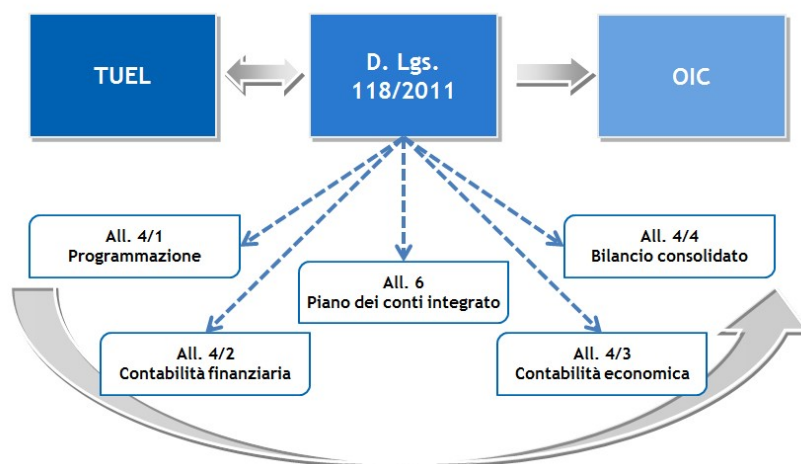 TUEL
D. Lgs.
118/2011
OIC
All. 4/1
Programmazione
All. 4/4
Bilancio consolidato
All. 6
Piano dei conti integrato
All. 4/2
Contabilità finanziaria
All. 4/3
Contabilità economica